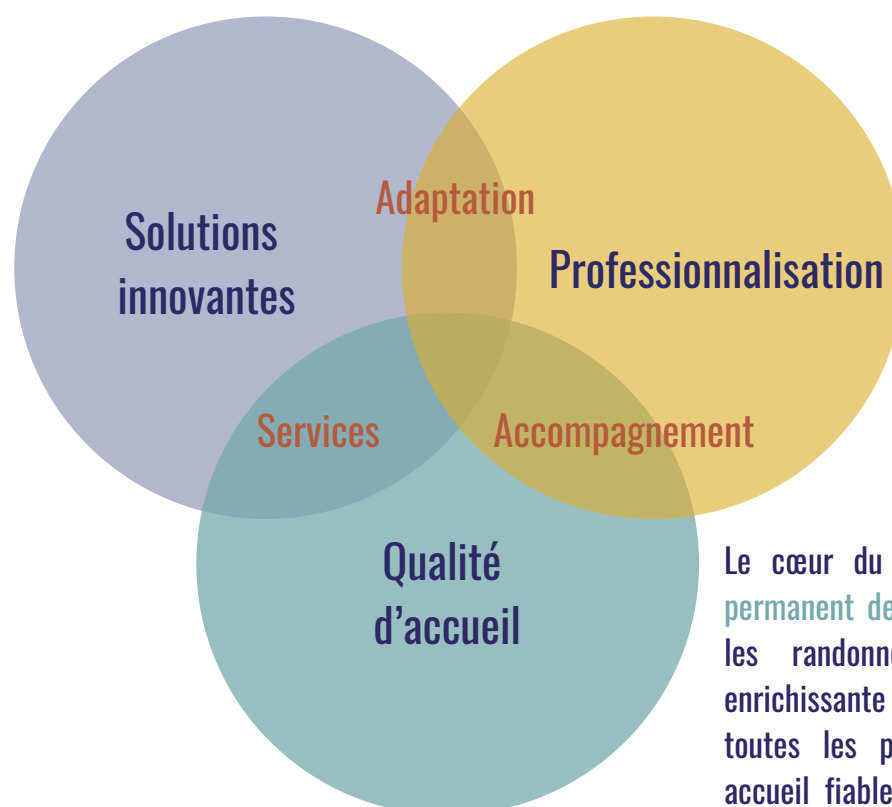 Adaptation
Solutions
innovantes
Professionnalisation
Services
Accompagnement
Qualité
d’accueil
Le cœur du
permanent de
les
enrichissante
toutes les
accueil fiable